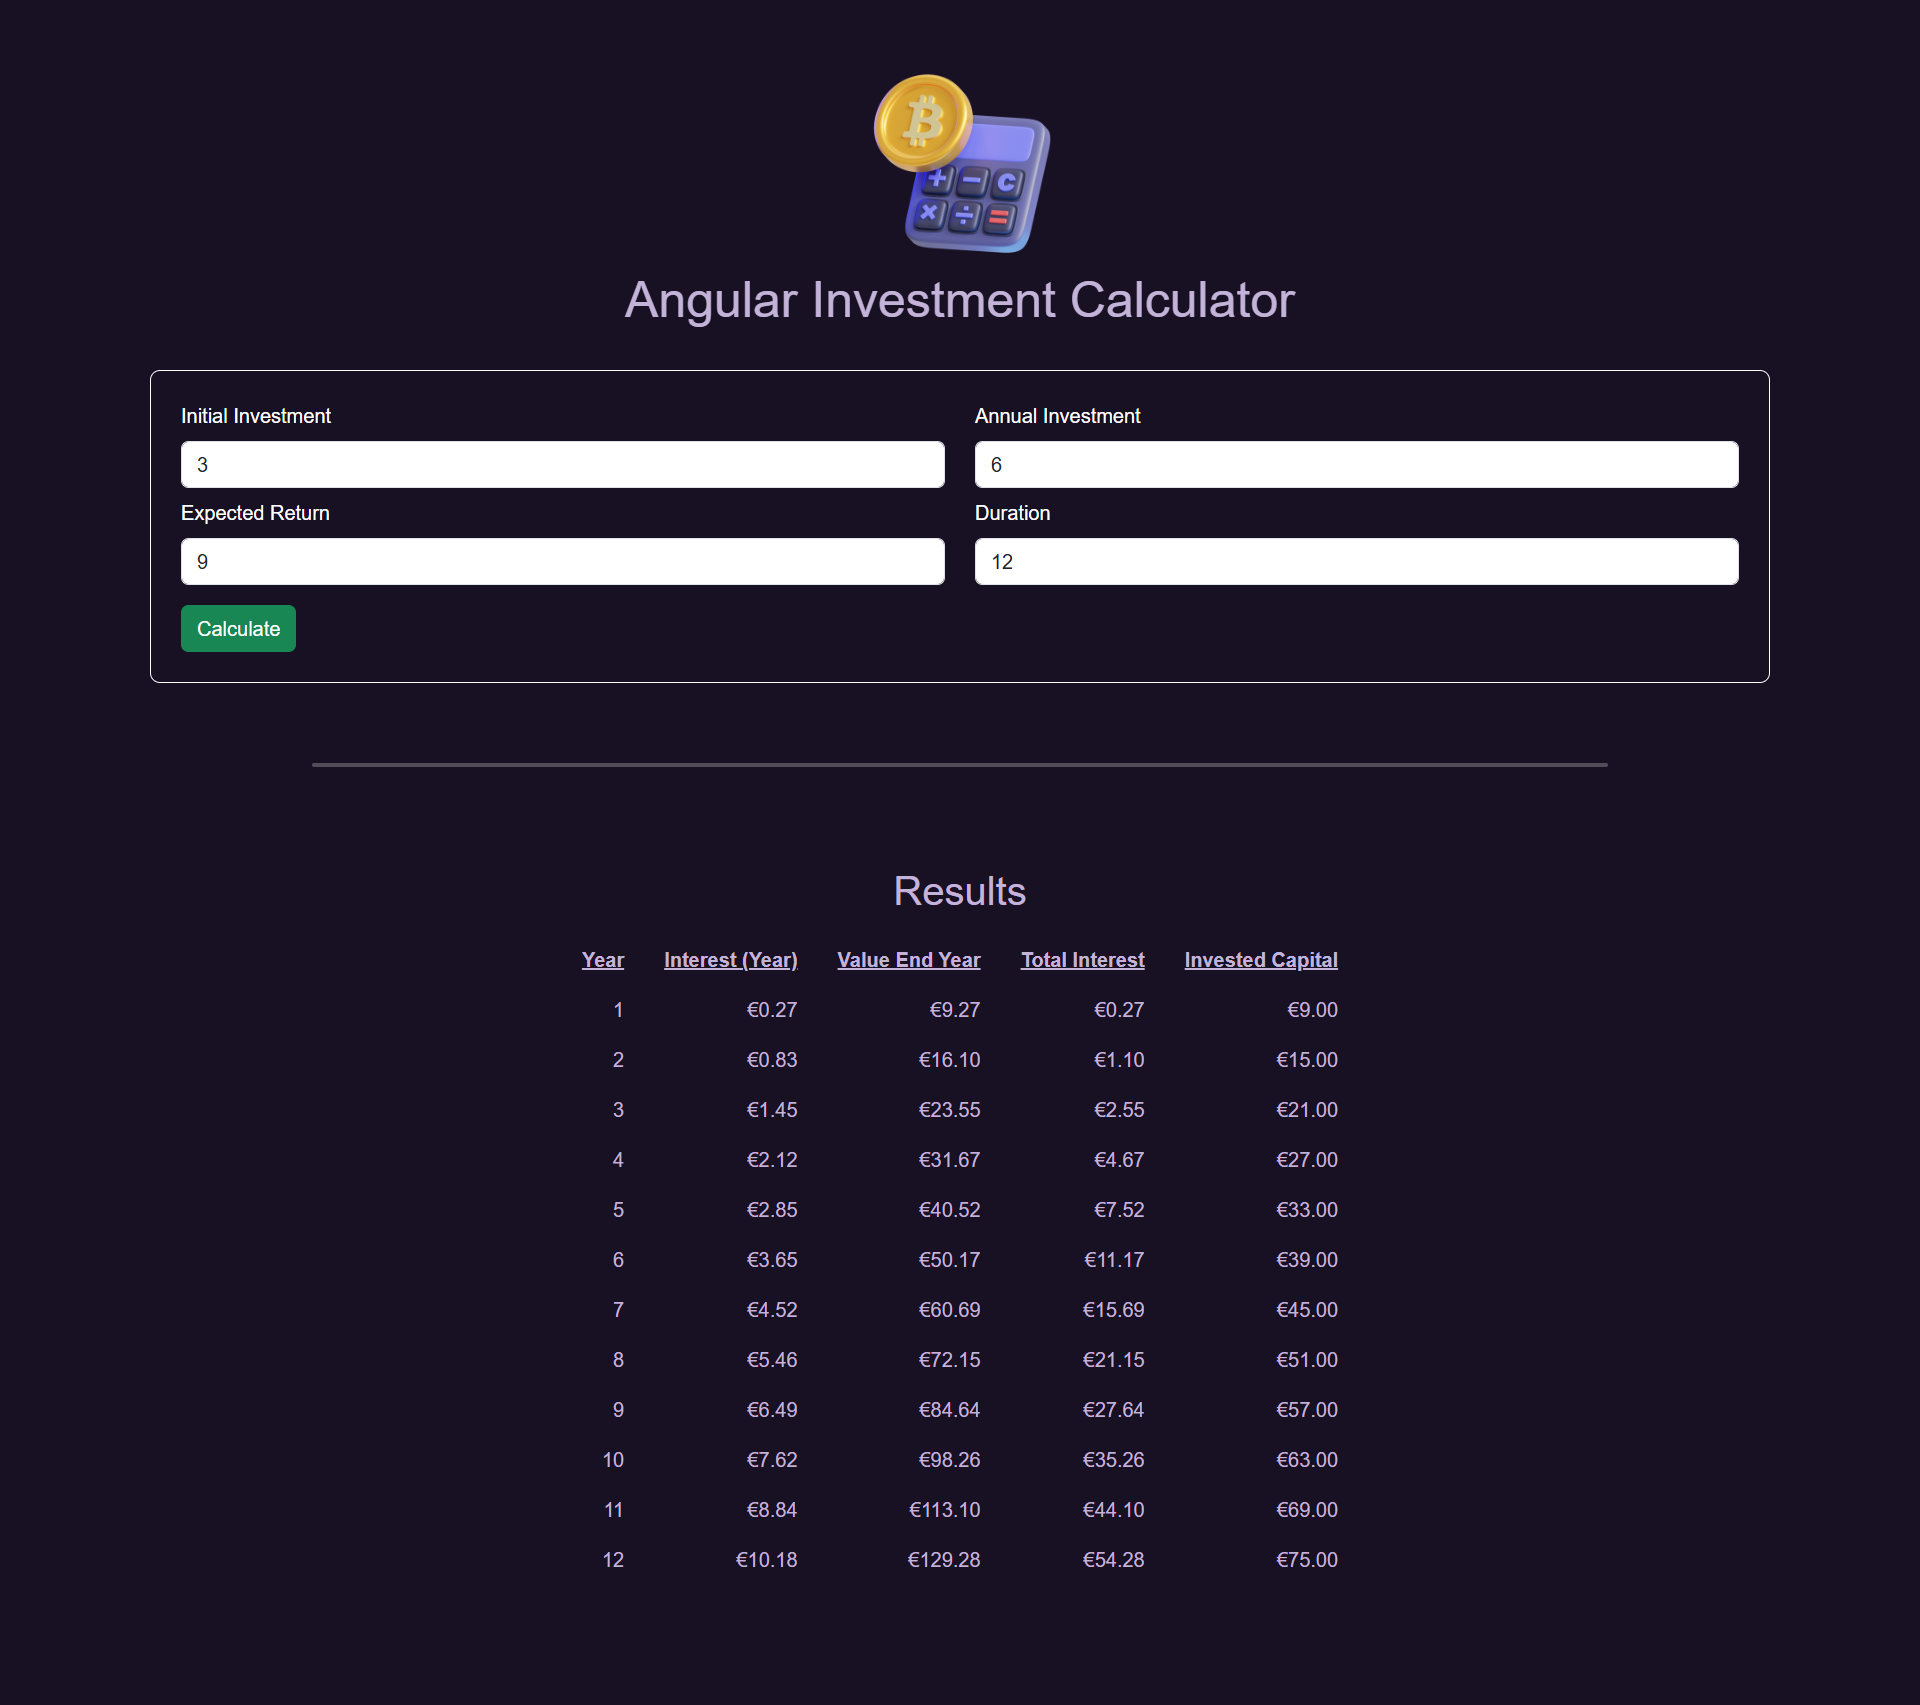 Angular Investment Calculator
Initial Investment Annual Investment
3 6
Expected Return Duration
9 12
Calculate
Results
Year Interest (Year) Value End Year Total Interest Invested Capital
1 €0.27 €9.27 €0.27 €9.00
2 €0.83 €16.10 €1.10 €15.00
3 €1.45 €23.55 €2.55 €21.00
4 €2.12 €31.67 €4.67 €27.00
5 €2.85 €40.52 €7.52 €33.00
6 €3.65 €50.17 €11.17 €39.00
7 €4.52 €60.69 €15.69 €45.00
8 €5.46 €72.15 €21.15 €51.00
9 €6.49 €84.64 €27.64 €57.00
10 €7.62 €98.26 €35.26 €63.00
11 €8.84 €113.10 €44.10 €69.00
12 €10.18 €129.28 €54.28 €75.00